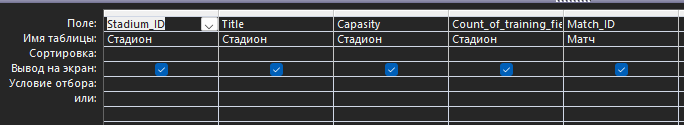 Поле: Stadium_ID Title Capasity Count_of_training_fie Match_ID
Имя таблицы: Стадион Стадион Стадион Стадион Матч
Сортировка:
Вывод на экран:
Условие отбора:
или: